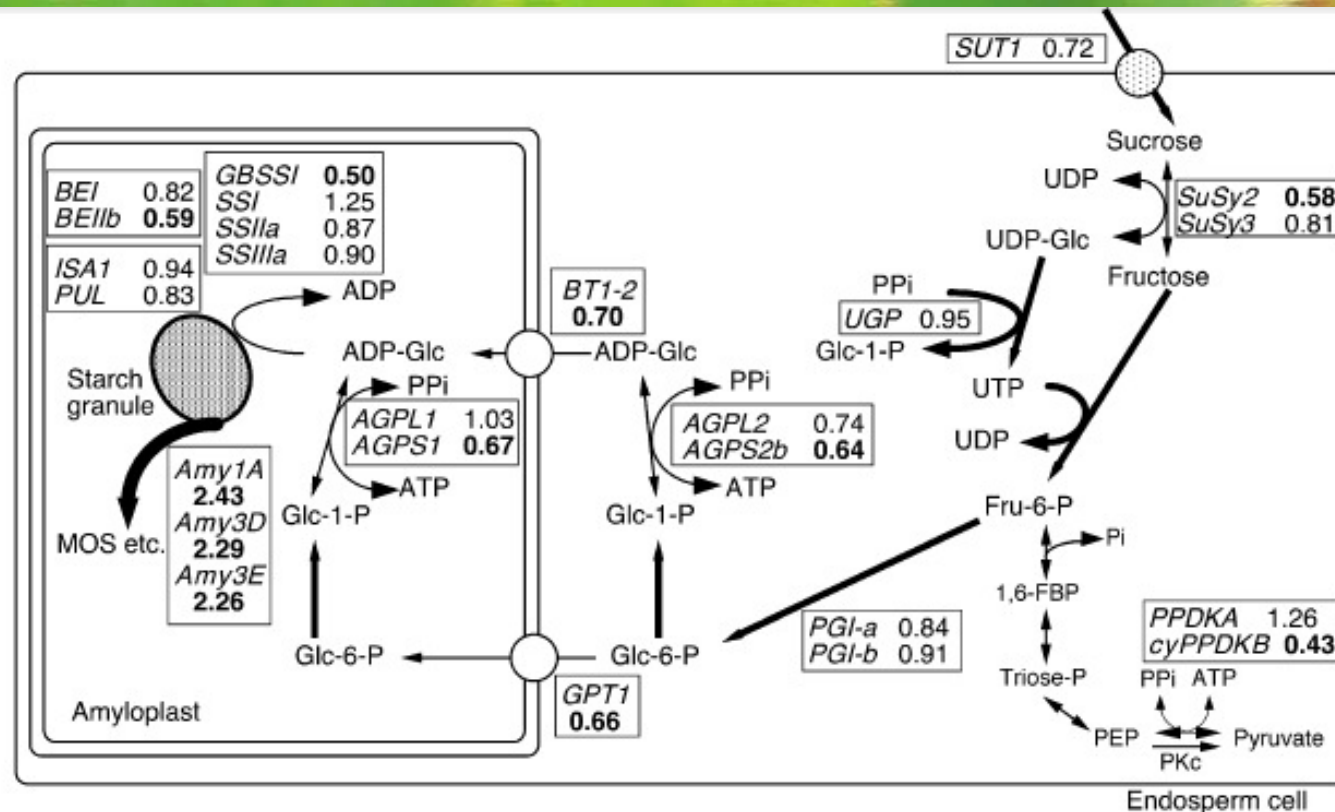 SUT1 0.72
Sucrose
UDP
SuSy2 0.58
SuSy3 0.81
UDP-Glc
Fructose
BEI 0.82
BEIIb 0.59
GBSSI 0.50
SSI 1.25
SSIIa 0.87
SSIIIa 0.90
ISA1 0.94
PUL 0.83
ADP
BT1-2
0.70
PPi
UGP 0.95
Glc-1-P
ADP-Glc
ADP-Glc
Starch
granule
PPi
AGPL1 1.03
AGPS1 0.67
ATP
Glc-1-P
PPi
AGPL2 0.74
AGPS2b 0.64
ATP
Glc-1-P
UTP
UDP
Amy1A
2.43
Amy3D
2.29
Amy3E
2.26
MOS etc.
Fru-6-P
Pi
1,6-FBP
PGI-a 0.84
PGI-b 0.91
PPDKA 1.26
cyPPDKB 0.43
Glc-6-P
Glc-6-P
GPT1
0.66
Triose-P
PPi ATP
PEP
Pyruvate
PKc
Amyloplast
Endosperm cell